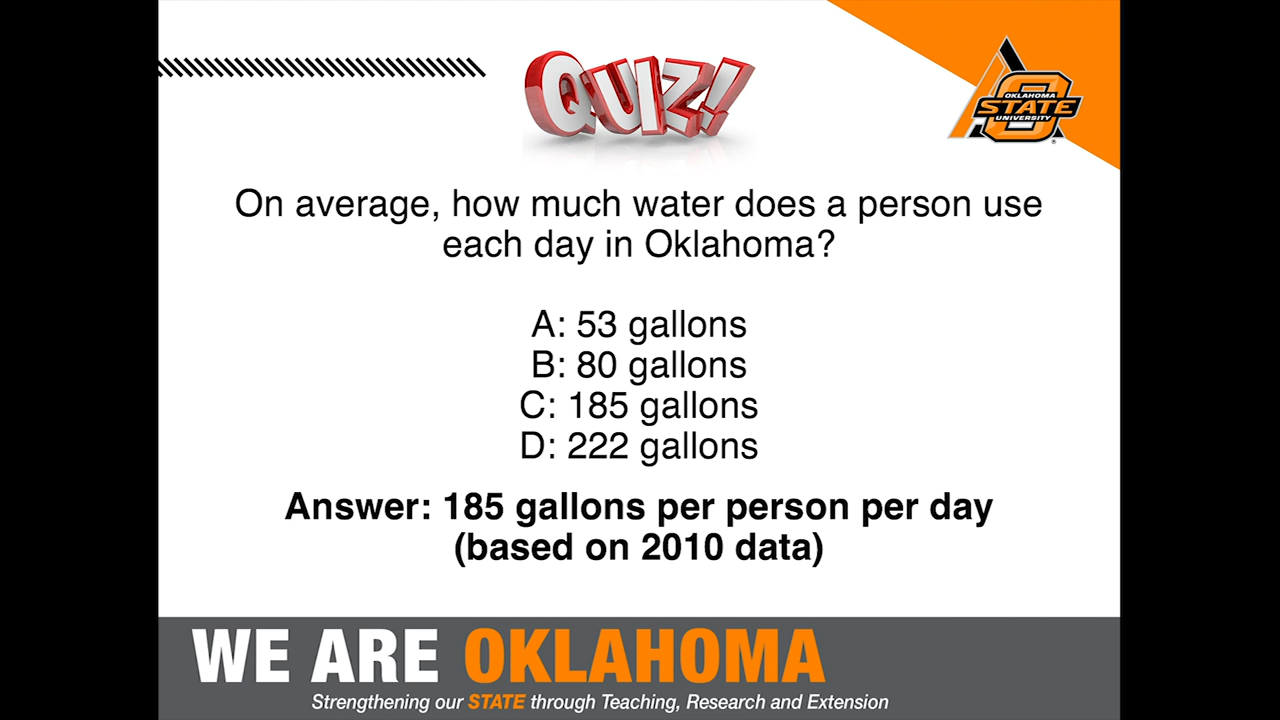 QUIZ!
OKLAHOMA
STATE
UNIVERSITY
On average, how much water does a person use
each day in Oklahoma?
A: 53 gallons
B: 80 gallons
C: 185 gallons
D: 222 gallons
Answer: 185 gallons per person per day
(based on 2010 data)
WE ARE OKLAHOMA
Strengthening our STATE through Teaching, Research and Extension